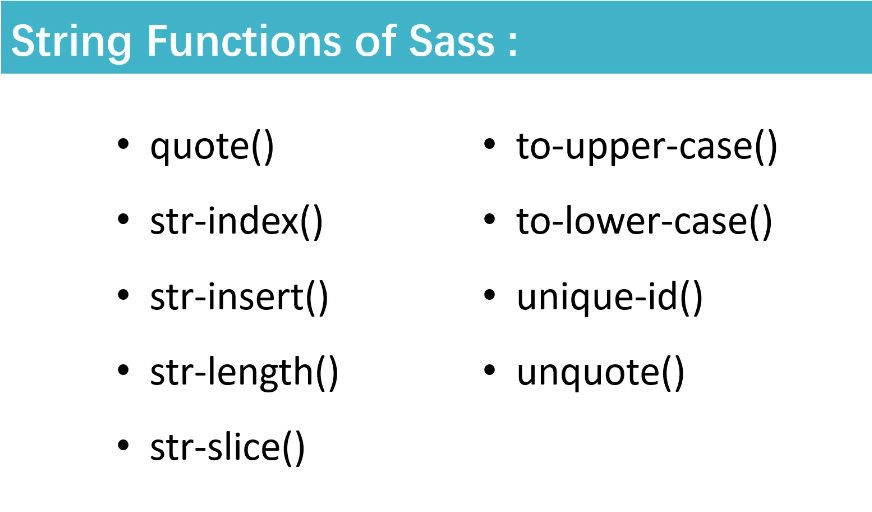 String Functions of Sass :
• quote()
• str-index()
• str-insert()
• str-length()
• str-slice()
• to-upper-case()
• to-lower-case()
• unique-id()
• unquote()